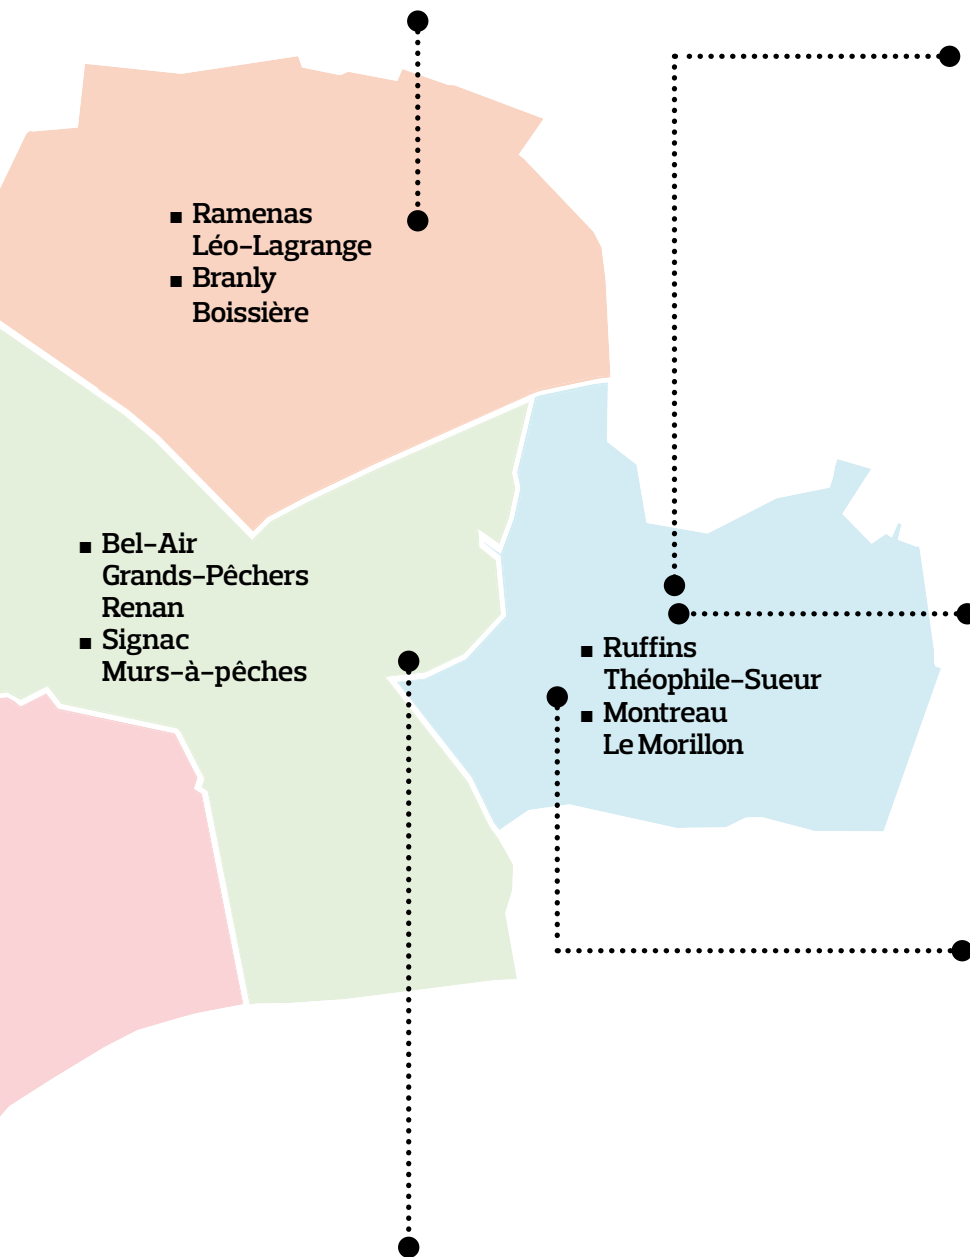 ▪ Ramenas
Léo-Lagrange
▪ Branly
Boissière
▪ Bel-Air
Grands-Pêchers
Renan
▪ Signac
Murs-à-pêches
▪ Ruffins
Théophile-Sueur
▪ Montreau
Le Morillon